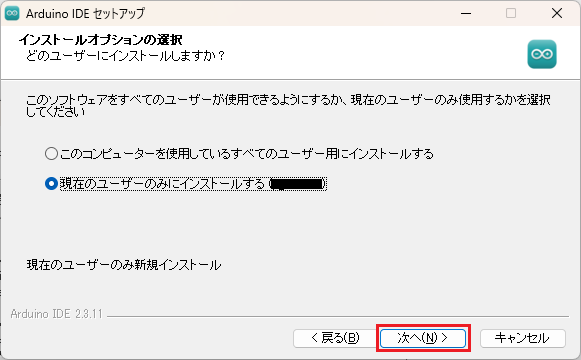 Arduino IDE セットアップ
インストールオプションの選択
どのユーザーにインストールしますか？
このソフトウェアをすべてのユーザーが使用できるようにするか、現在のユーザーのみ使用するかを選択
してください
このコンピューターを使用しているすべてのユーザー用にインストールする
現在のユーザーのみにインストールする ( )
現在のユーザーのみ新規インストール
Arduino IDE 2.3.11
< 戻る(B) 次へ(N) > キャンセル